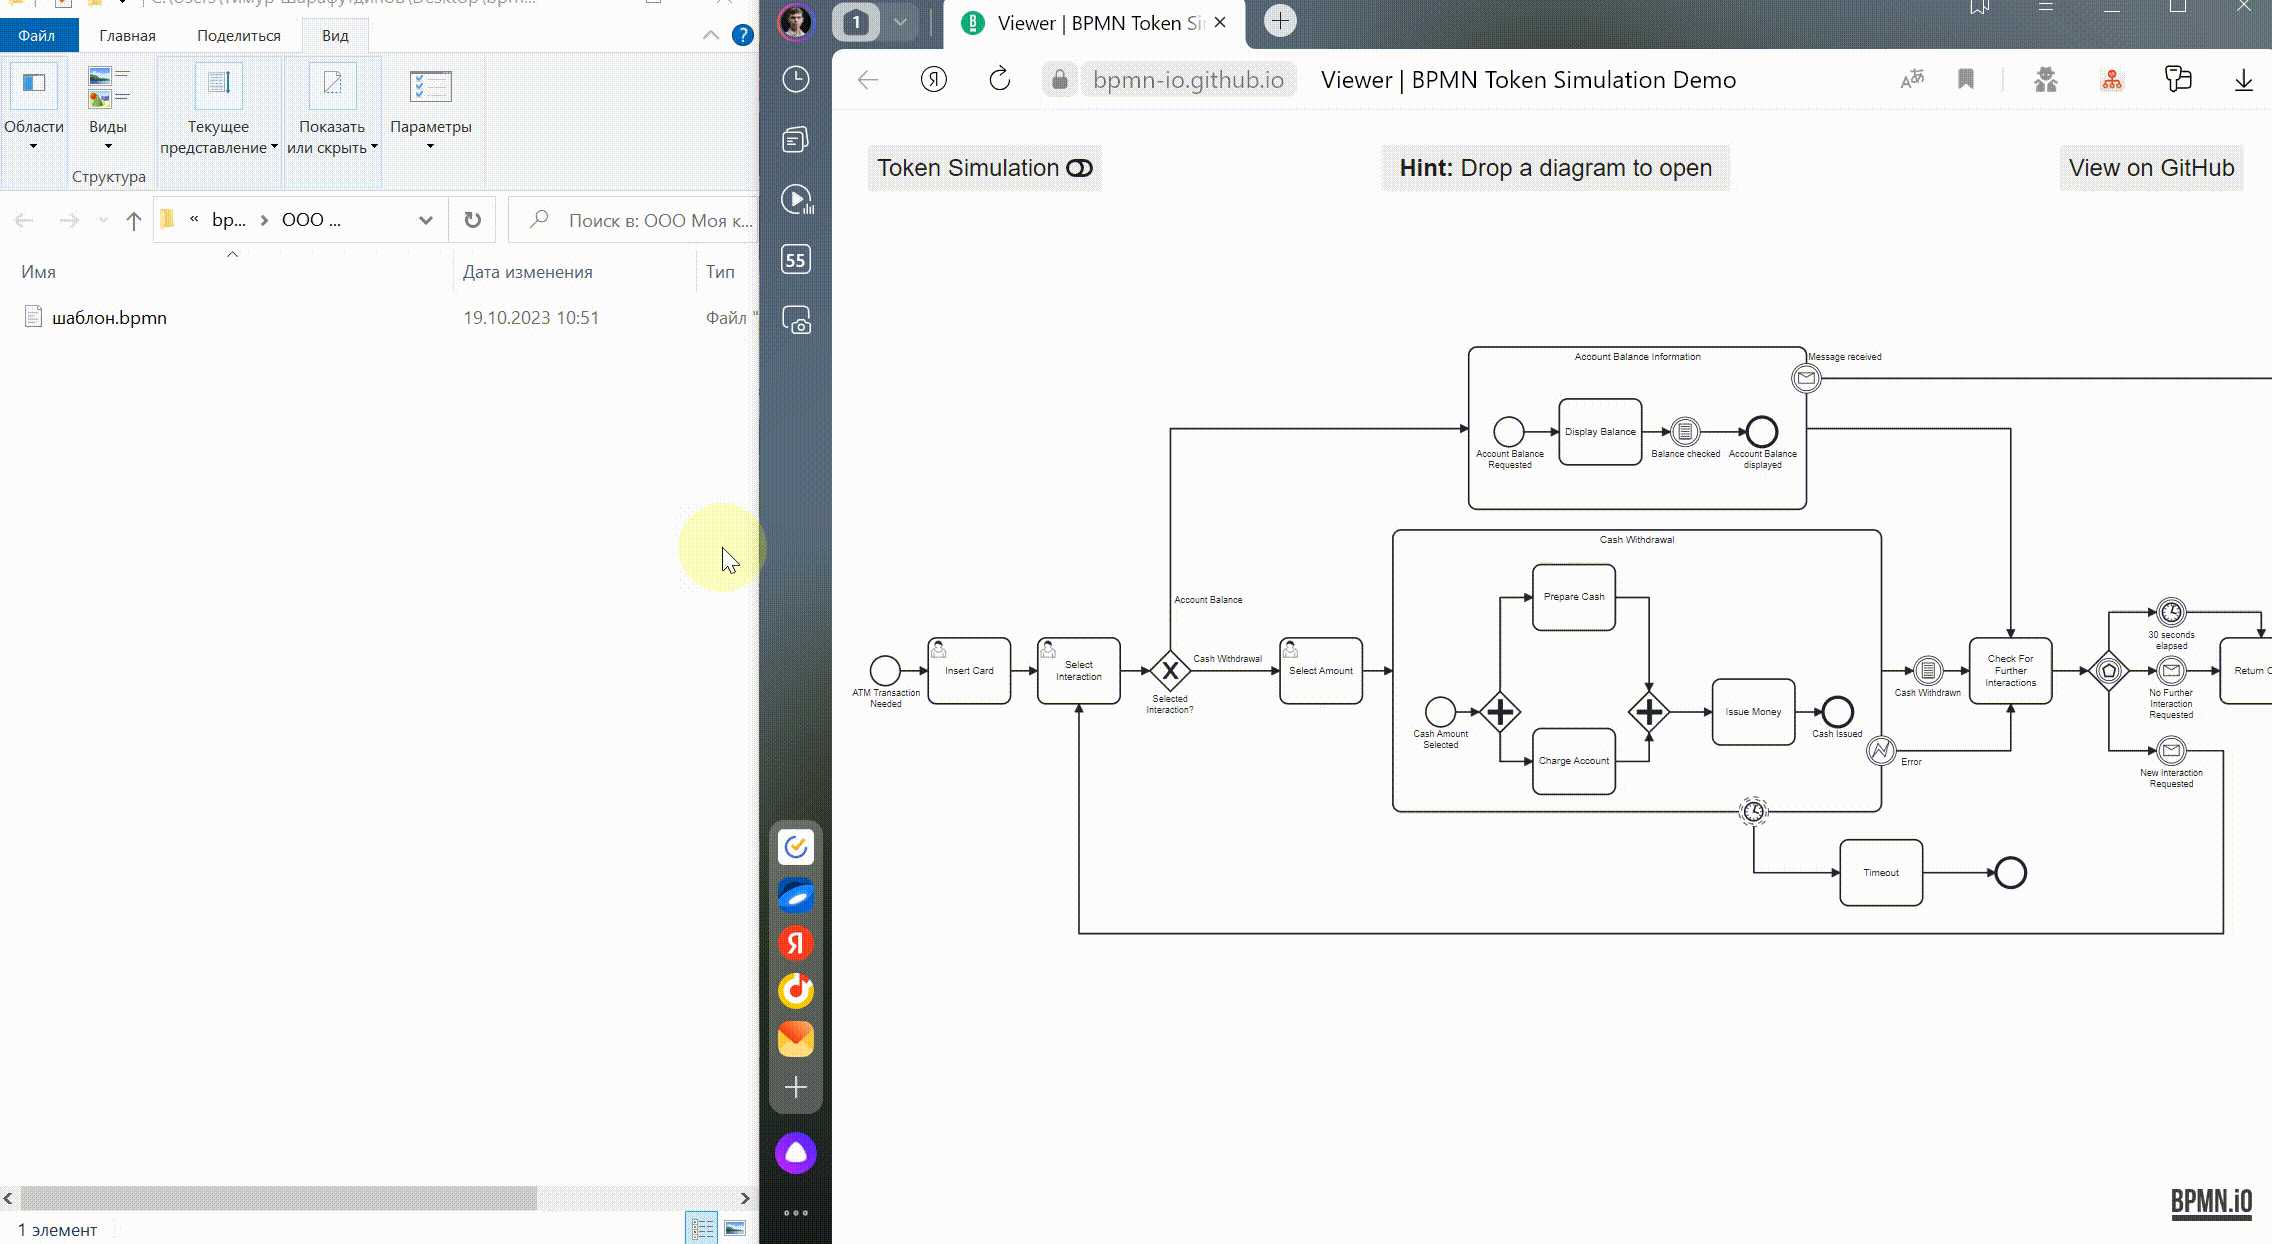 Файл
Главная
Поделиться
Вид
Области
Виды
Текущее
представление
Показать
или скрыть
Параметры
Структура
« bp... > ООО ...
Поиск в: ООО Моя к...
Имя
Дата изменения
Тип
шаблон.bpmn
19.10.2023 10:51
Файл "
1 элемент
1
Viewer | BPMN Token Si
bpmn-io.github.io
Viewer | BPMN Token Simulation Demo
55
Token Simulation
Hint: Drop a diagram to open
View on GitHub
Account Balance Information
Message received
Display Balance
Account Balance
Requested
Balance checked
Account Balance
displayed
Cash Withdrawal
Prepare Cash
Account Balance
Cash Withdrawal
Insert Card
Select
Interaction
Select Amount
ATM Transaction
Needed
Selected
Interaction?
Cash Amount
Selected
Issue Money
Cash Issued
Charge Account
Error
Cash Withdrawn
Check For
Further
Interactions
30 seconds
elapsed
No Further
Interaction
Requested
Return C
New Interaction
Requested
Timeout
BPMN.iO